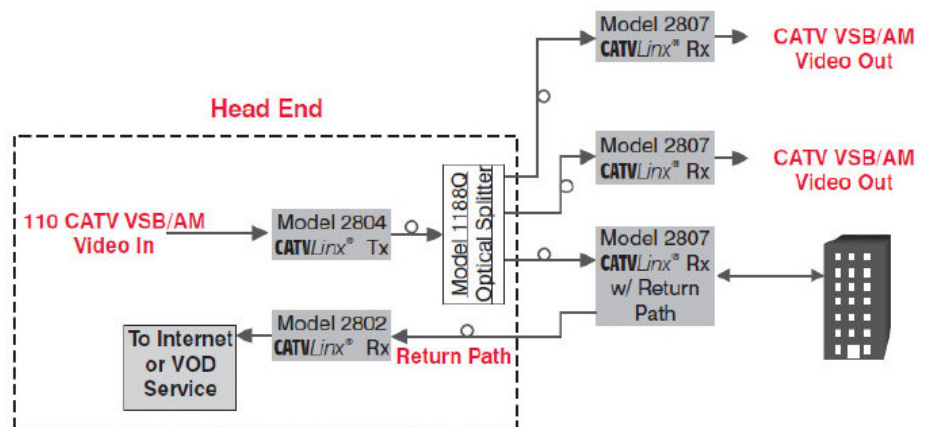 Model 2807
CATVLinx® Rx
CATV VSB/AM
Video Out
Head End
Model 2807
CATVLinx® Rx
CATV VSB/AM
Video Out
110 CATV VSB/AM
Video In
Model 2804
CATVLinx® Tx
Model 1188Q
Optical Splitter
Model 2807
CATVLinx® Rx
w/ Return
Path
Model 2802
CATVLinx® Rx
Return Path
To Internet
or VOD
Service